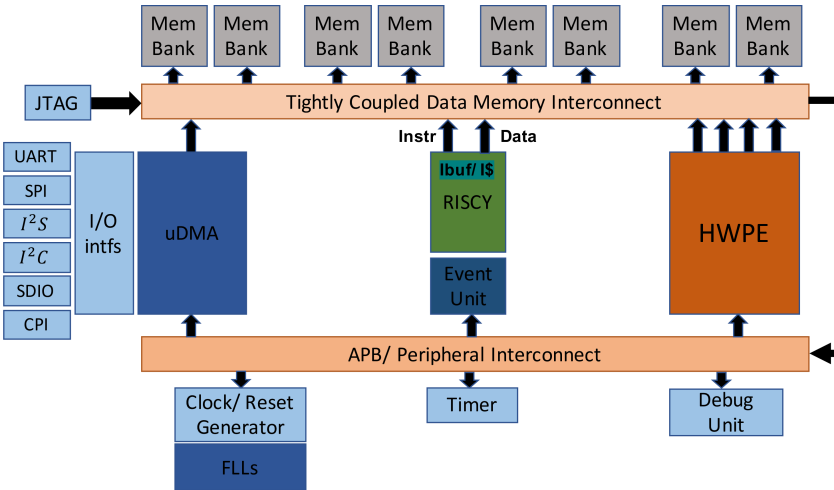 Mem
Bank
Mem
Bank
Mem
Bank
Mem
Bank
Mem
Bank
Mem
Bank
Mem
Bank
Mem
Bank
JTAG
Tightly Coupled Data Memory Interconnect
Instr
Data
UART
SPI
I²S
I²C
SDIO
CPI
I/O
intfs
uDMA
Ibuf/ I$
RISCY
Event
Unit
HWPE
APB/ Peripheral Interconnect
Clock/ Reset
Generator
FLLs
Timer
Debug
Unit